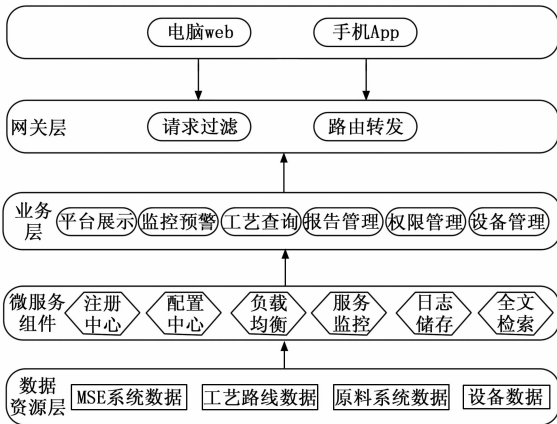 电脑web 手机App
网关层 请求过滤 路由转发
业务层 平台展示 监控预警 工艺查询 报告管理 权限管理 设备管理
微服务组件 注册中心 配置中心 负载均衡 服务监控 日志储存 全文检索
数据资源层 MSE系统数据 工艺路线数据 原料系统数据 设备数据